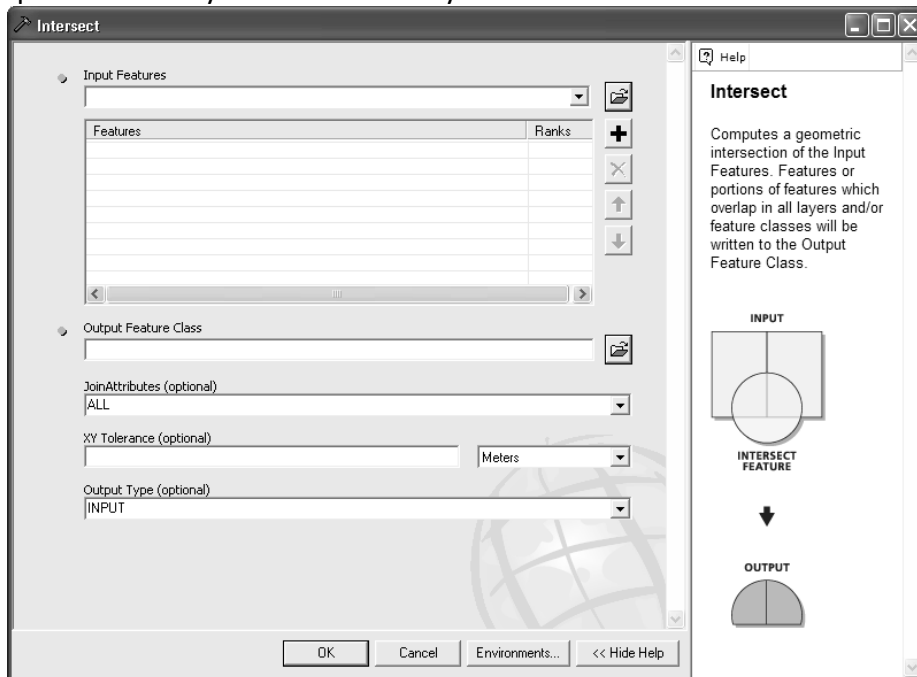 Intersect
Input Features
Features Ranks
Output Feature Class
JoinAttributes (optional)
ALL
XY Tolerance (optional)
Meters
Output Type (optional)
INPUT
OK Cancel Environments... << Hide Help
Help
Intersect
Computes a geometric
intersection of the Input
Features. Features or
portions of features which
overlap in all layers and/or
feature classes will be
written to the Output
Feature Class.
INPUT
INTERSECT
FEATURE
OUTPUT